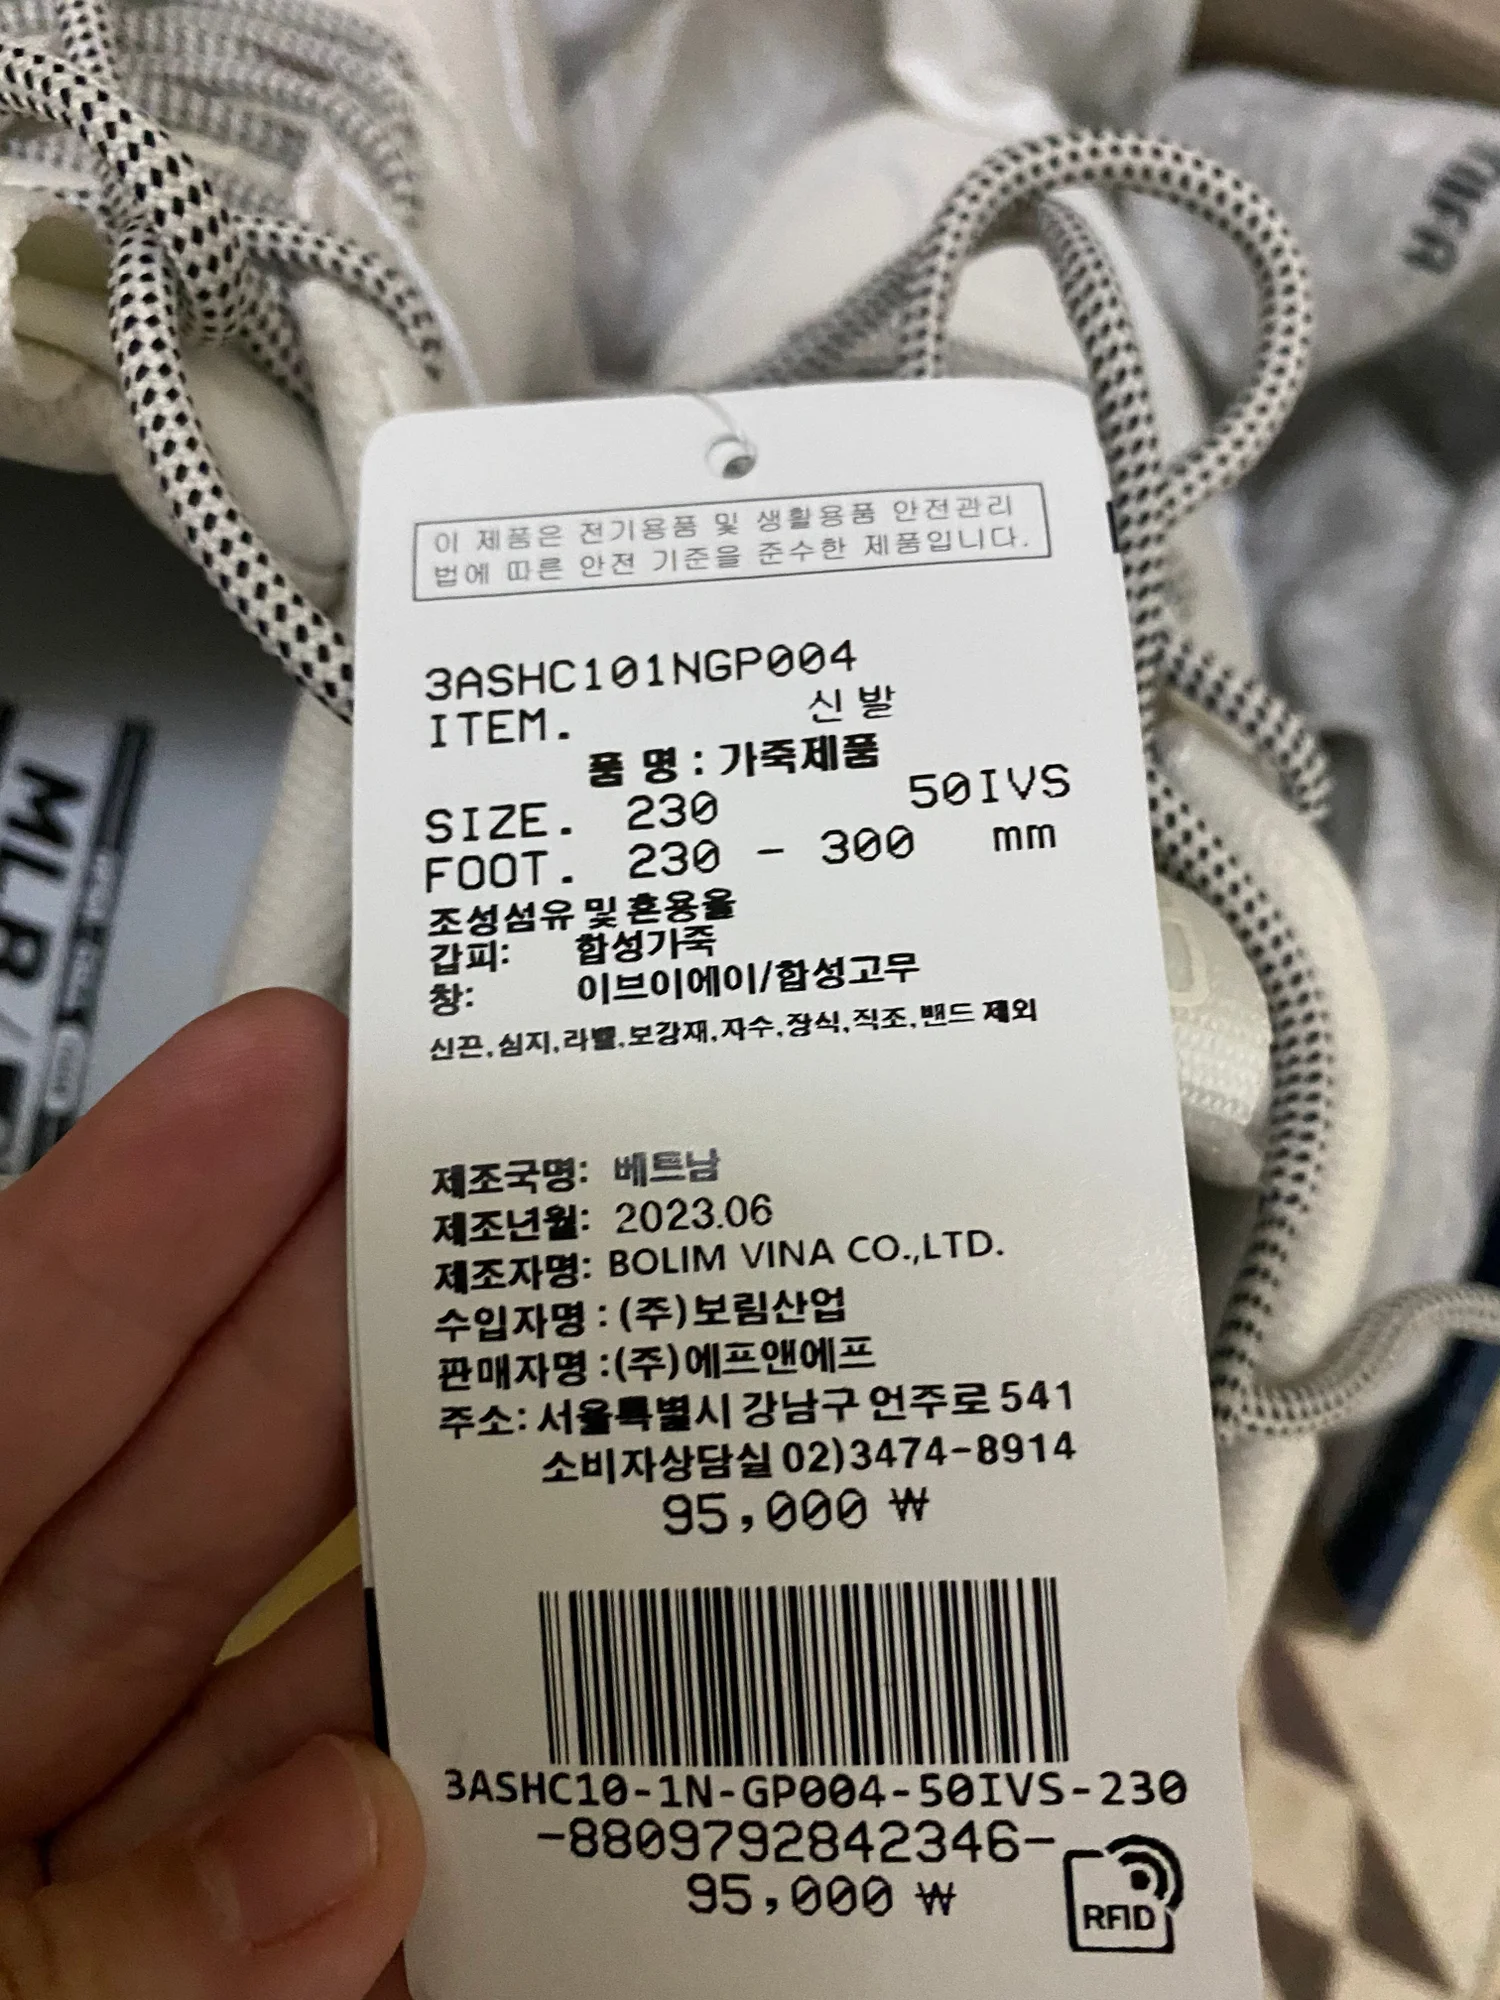 이 제품은 전기용품 및 생활용품 안전관리
법에 따른 안전 기준을 준수한 제품입니다.
3ASHC101NGP004
ITEM. 신발
품 명 : 가죽제품
SIZE. 230 50IVS
FOOT. 230 - 300 mm
조성섬유 및 혼용율
갑피: 합성가죽
창: 이브이에이/합성고무
신끈,심지,라벨,보강재,자수,장식,직조,밴드 제외
제조국명: 베트남
제조년월: 2023.06
제조자명: BOLIM VINA CO.,LTD.
수입자명 : (주)보림산업
판매자명 :(주)에프앤에프
주소: 서울특별시 강남구 언주로 541
소비자상담실 02)3474-8914
95,000 ₩
3ASHC10-1N-GP004-50IVS-230
-8809792842346-
95,000 ₩
RFID
MLB